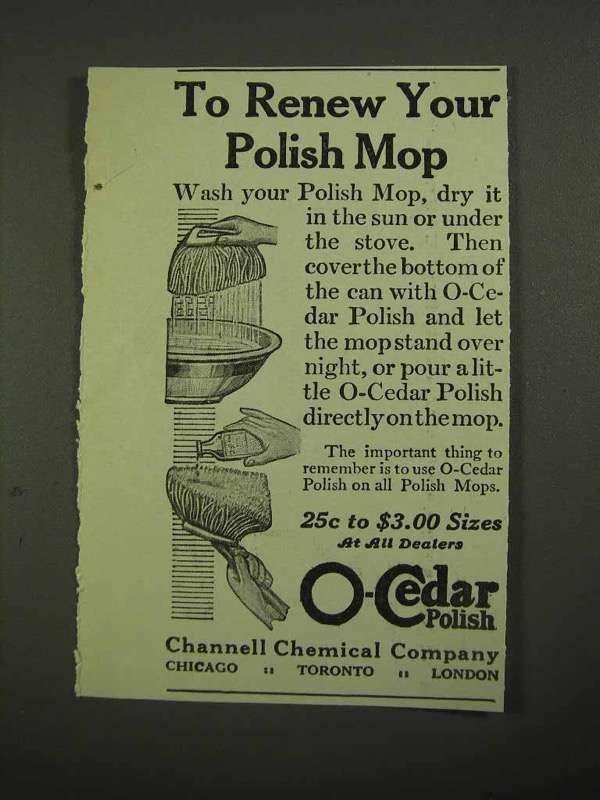 To Renew Your
Polish Mop
Wash your Polish Mop, dry it
in the sun or under
the stove. Then
cover the bottom of
the can with O-Ce-
dar Polish and let
the mop stand over
night, or pour a lit-
tle O-Cedar Polish
directly on the mop.
The important thing to
remember is to use O-Cedar
Polish on all Polish Mops.
25c to $3.00 Sizes
At All Dealers
O-Cedar
Polish
Channell Chemical Company
CHICAGO :: TORONTO :: LONDON